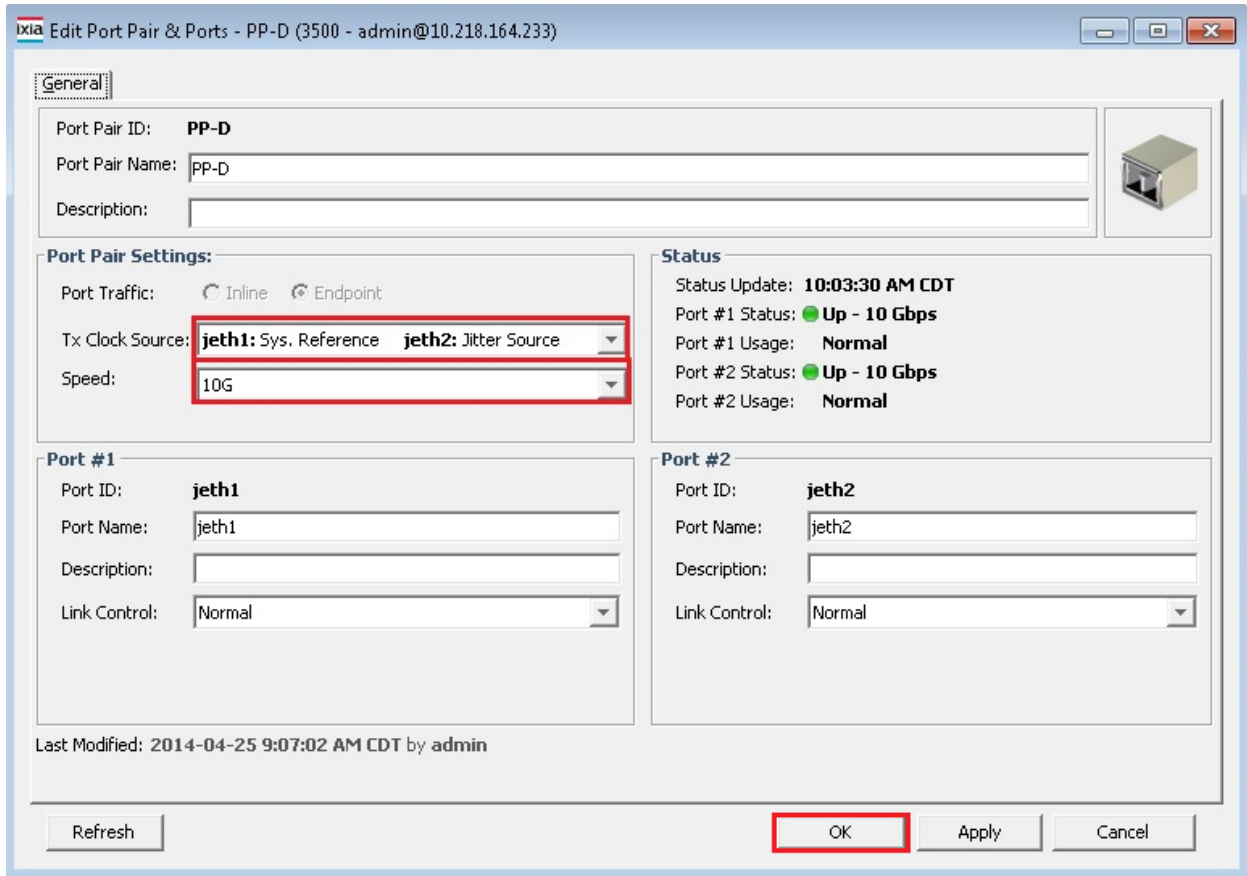 ixia Edit Port Pair & Ports - PP-D (3500 - admin@10.218.164.233)
General
Port Pair ID: PP-D
Port Pair Name: PP-D
Description:
Port Pair Settings:
Port Traffic: Inline Endpoint
Tx Clock Source: jeth1: Sys. Reference jeth2: Jitter Source
Speed: 10G
Status
Status Update: 10:03:30 AM CDT
Port #1 Status: Up - 10 Gbps
Port #1 Usage: Normal
Port #2 Status: Up - 10 Gbps
Port #2 Usage: Normal
Port #1
Port ID: jeth1
Port Name: jeth1
Description:
Link Control: Normal
Port #2
Port ID: jeth2
Port Name: jeth2
Description:
Link Control: Normal
Last Modified: 2014-04-25 9:07:02 AM CDT by admin
Refresh OK Apply Cancel